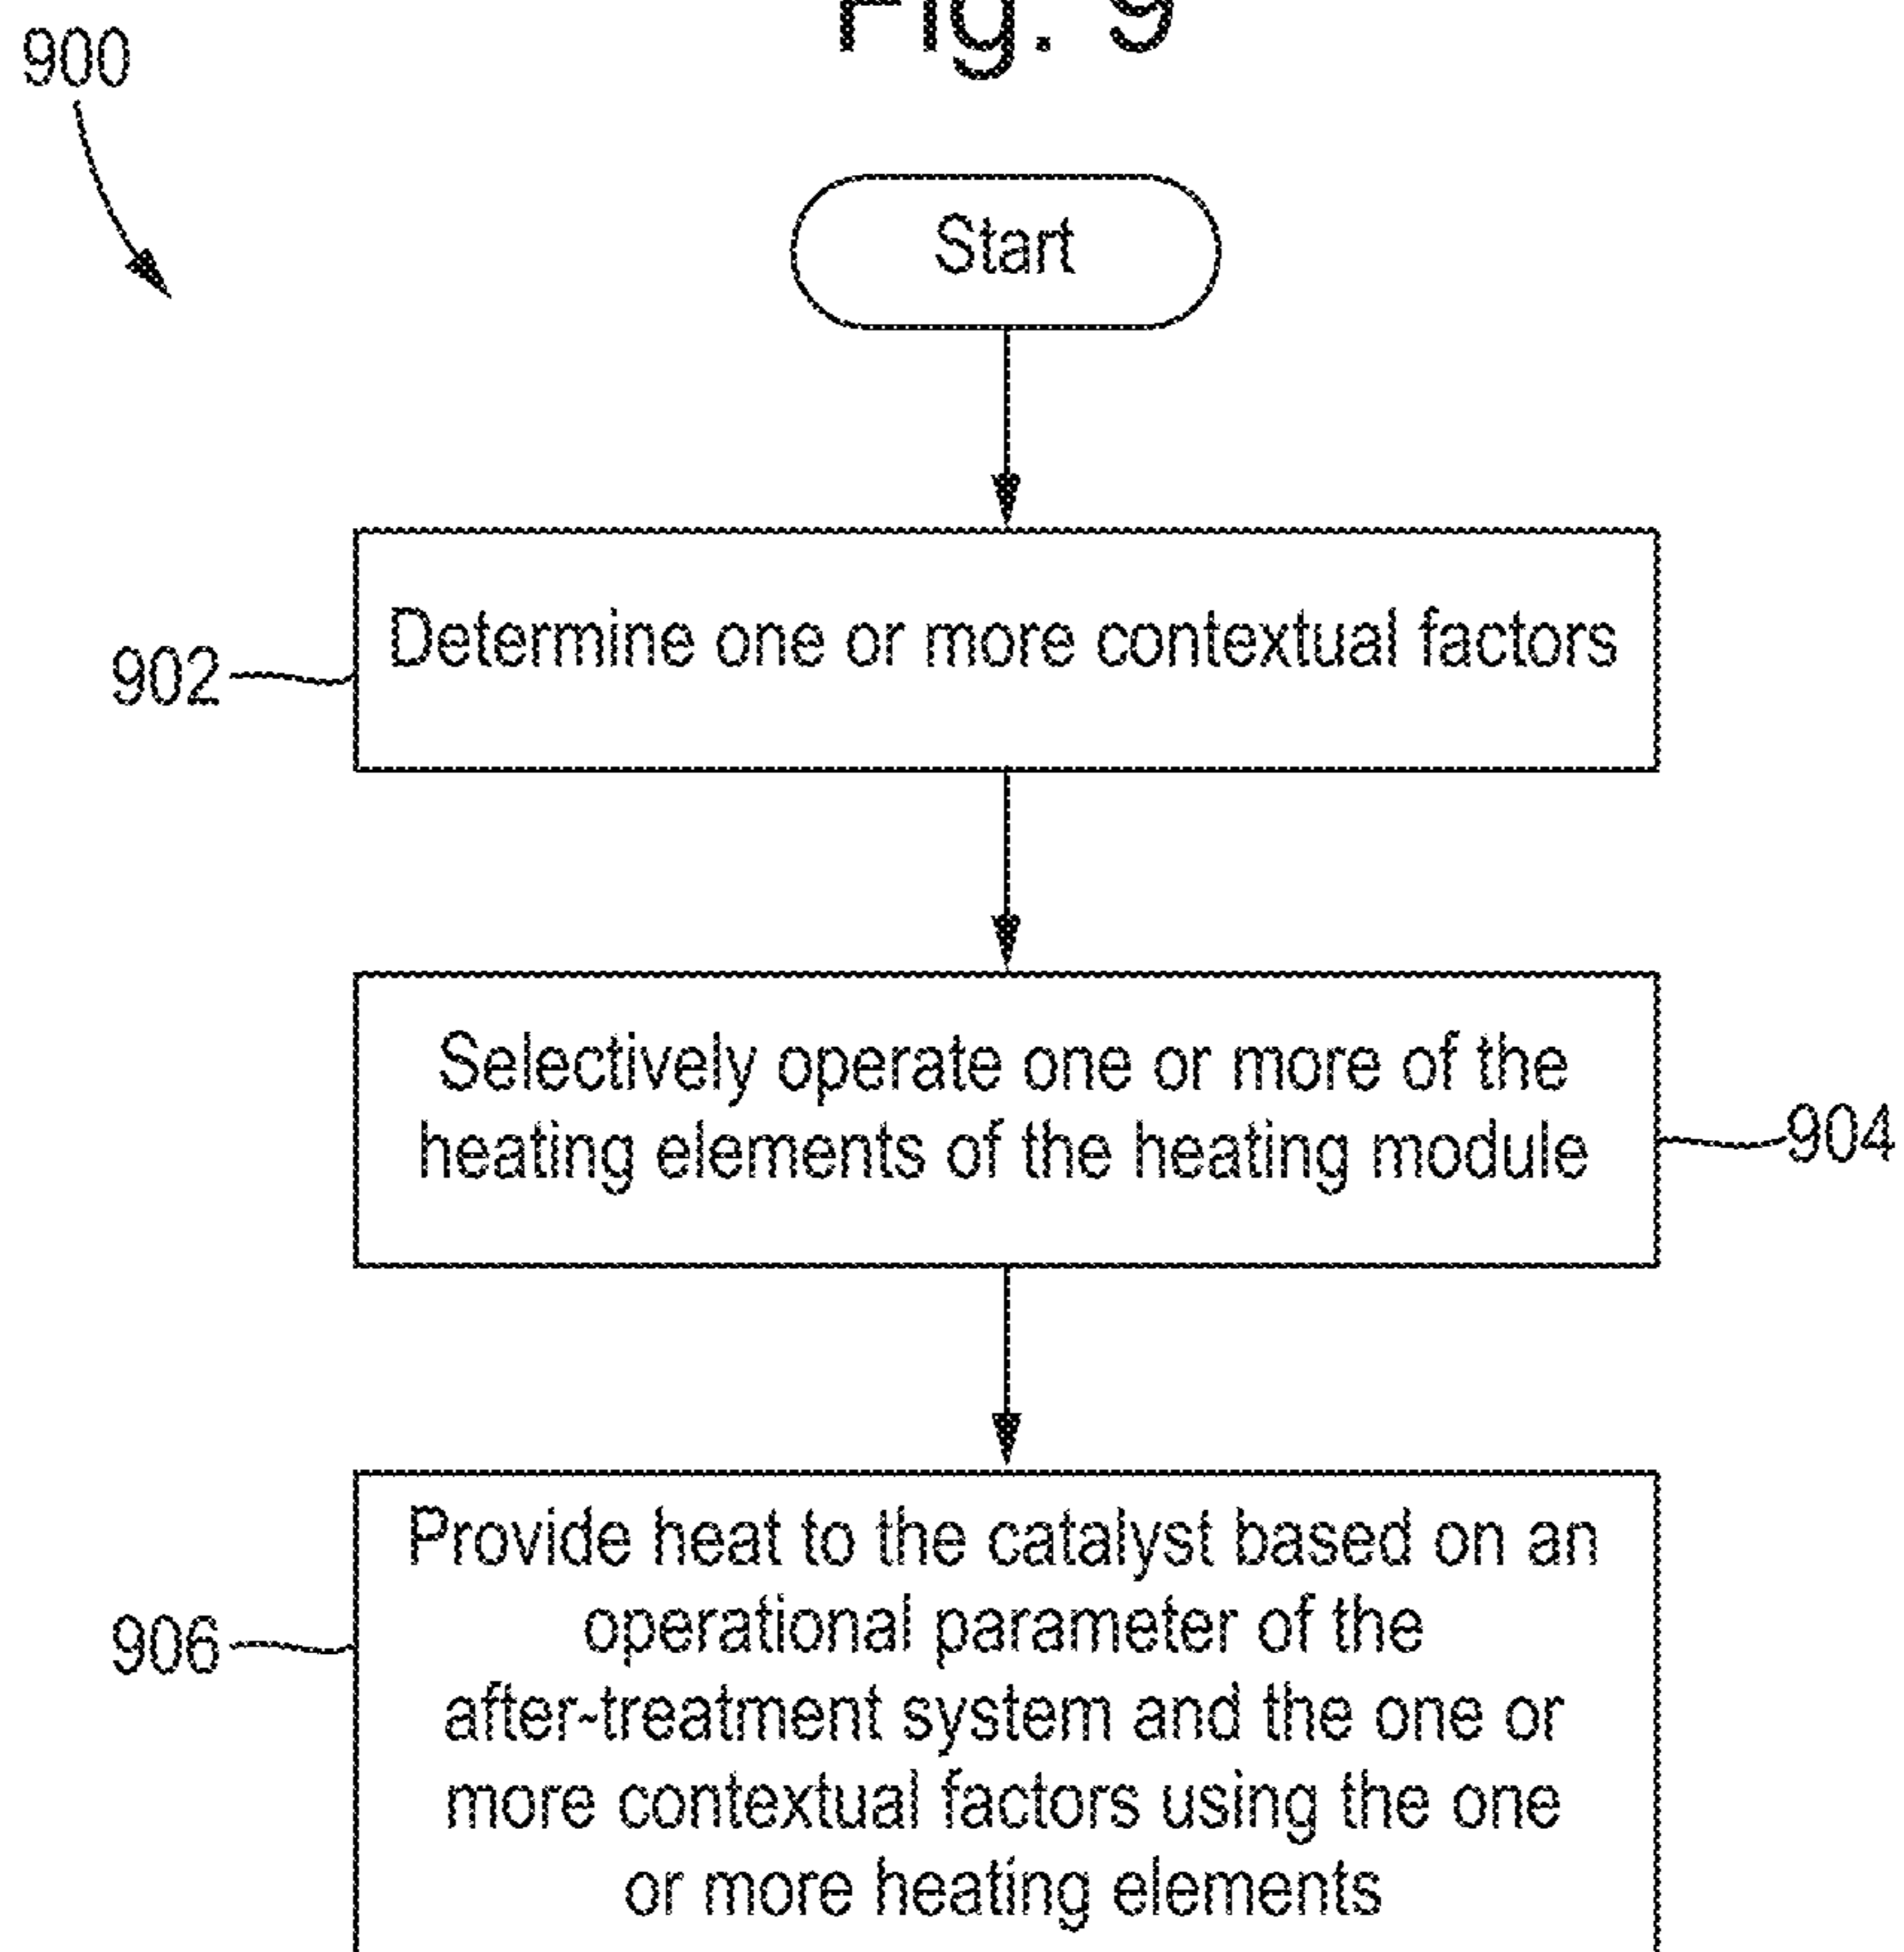 Fig. 9
900
Start
Determine one or more contextual factors
902
Selectively operate one or more of the
heating elements of the heating module
904
Provide heat to the catalyst based on an
operational parameter of the
after-treatment system and the one or
more contextual factors using the one
or more heating elements
906